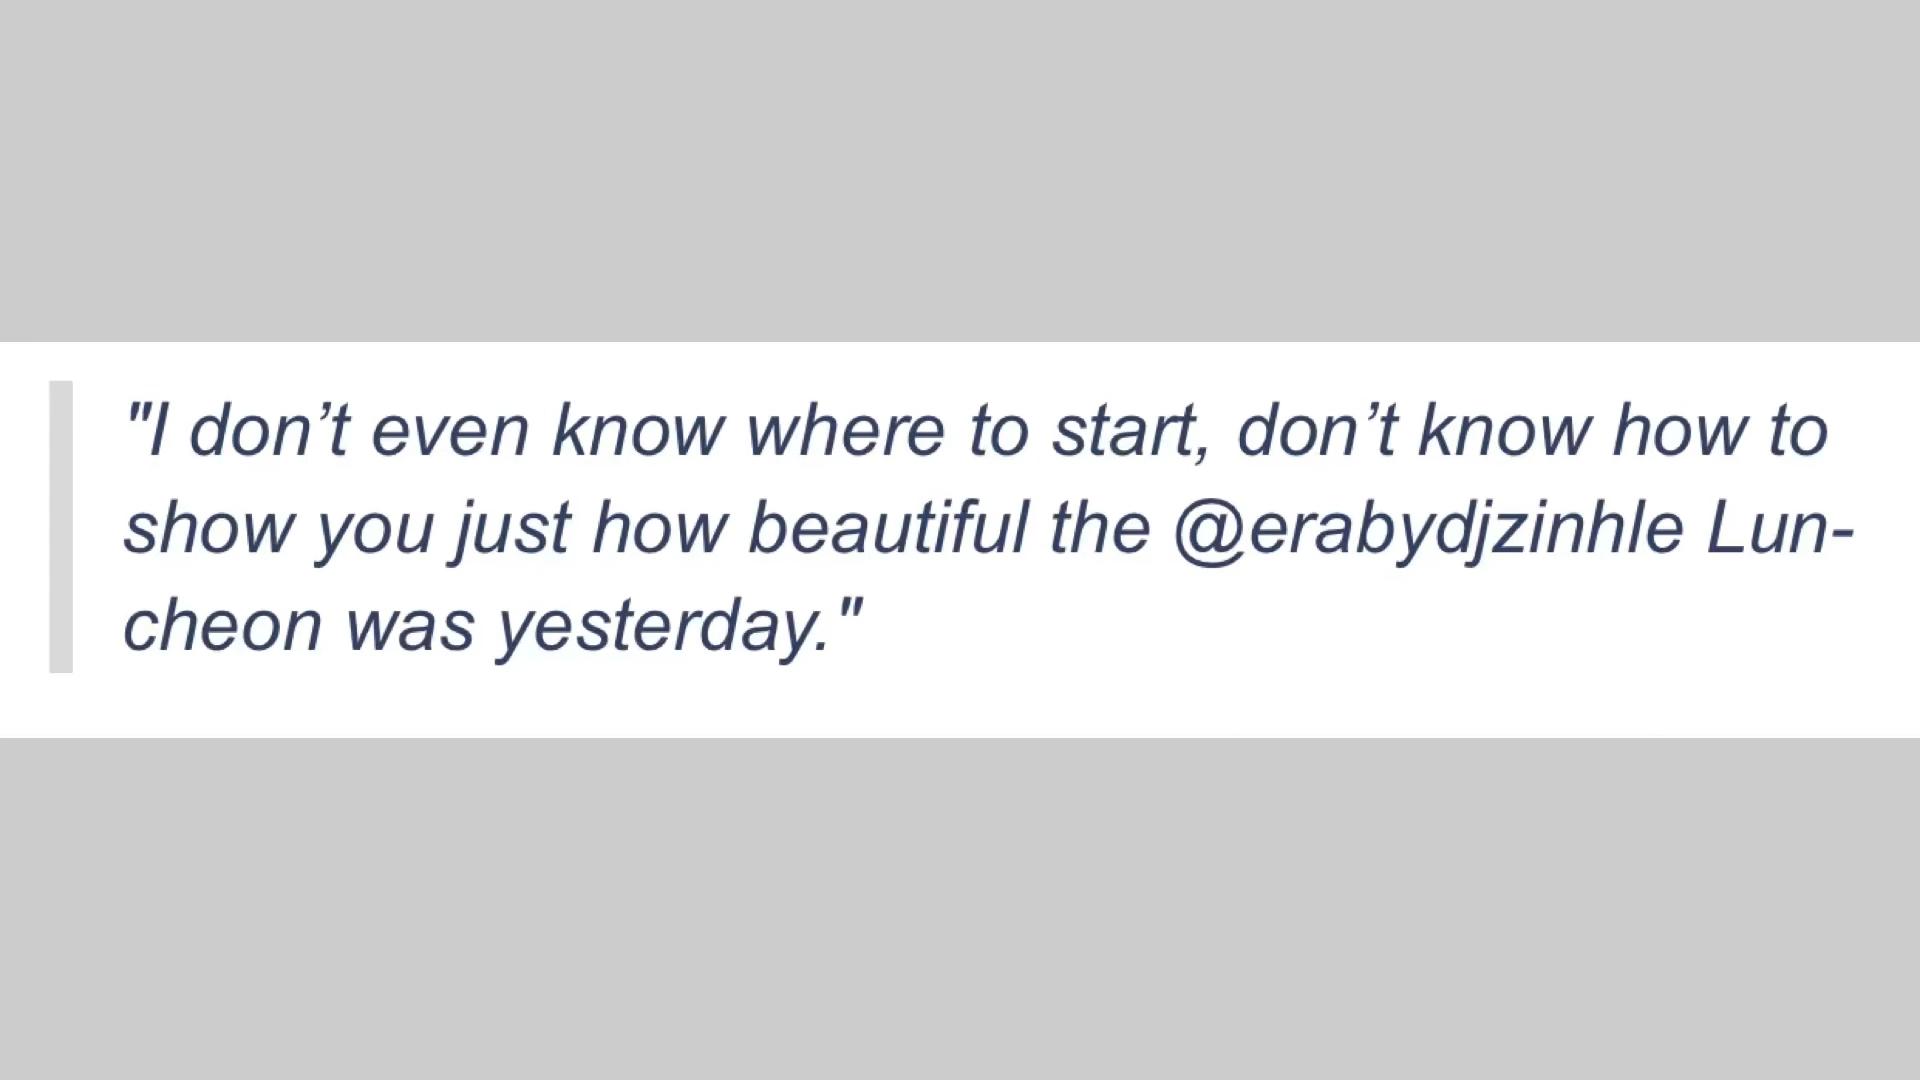 "I don’t even know where to start, don’t know how to
show you just how beautiful the @erabydjzinhle Lun-
cheon was yesterday."